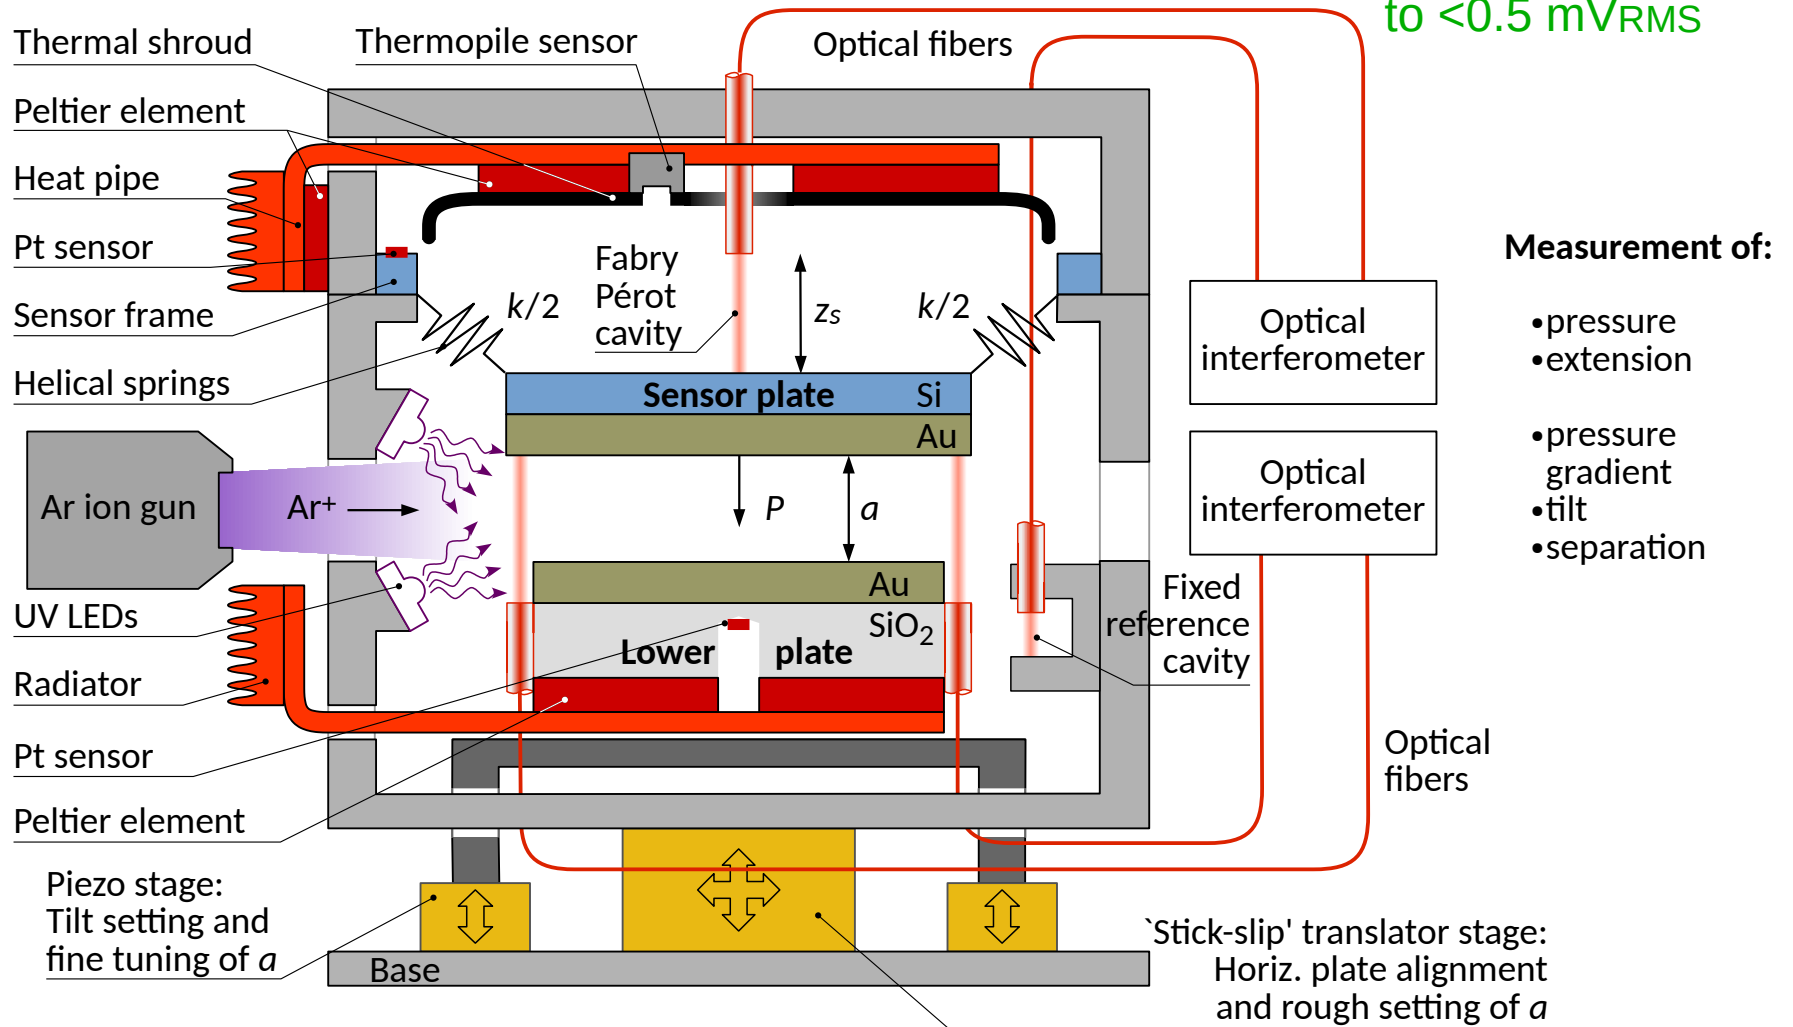 to <0.5 mVRMS
Thermal shroud
Thermopile sensor
Optical fibers
Peltier element
Heat pipe
Pt sensor
Sensor frame
Helical springs
Fabry
Pérot
cavity
k/2
zs
k/2
Sensor plate
Si
Au
Ar ion gun
Ar+
P
a
Au
SiO2
Lower plate
UV LEDs
Radiator
Pt sensor
Peltier element
Fixed
reference
cavity
Optical
interferometer
Optical
interferometer
Measurement of:
•pressure
•extension
•pressure
gradient
•tilt
•separation
Optical
fibers
Piezo stage:
Tilt setting and
fine tuning of a
Base
`Stick-slip' translator stage:
Horiz. plate alignment
and rough setting of a